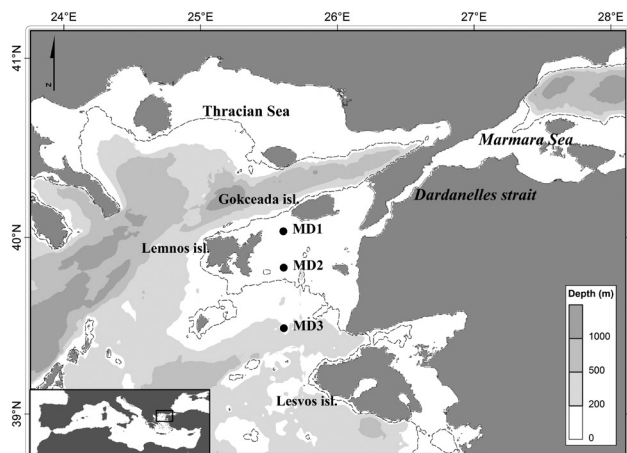 24°E 25°E 26°E 27°E 28°E
41°N
z
Thracian Sea
Marmara Sea
Gokceada isl.
Dardanelles strait
40°N
MD1
Lemnos isl.
MD2
Depth (m)
MD3
1000
500
200
0
Lesvos isl.
39°N